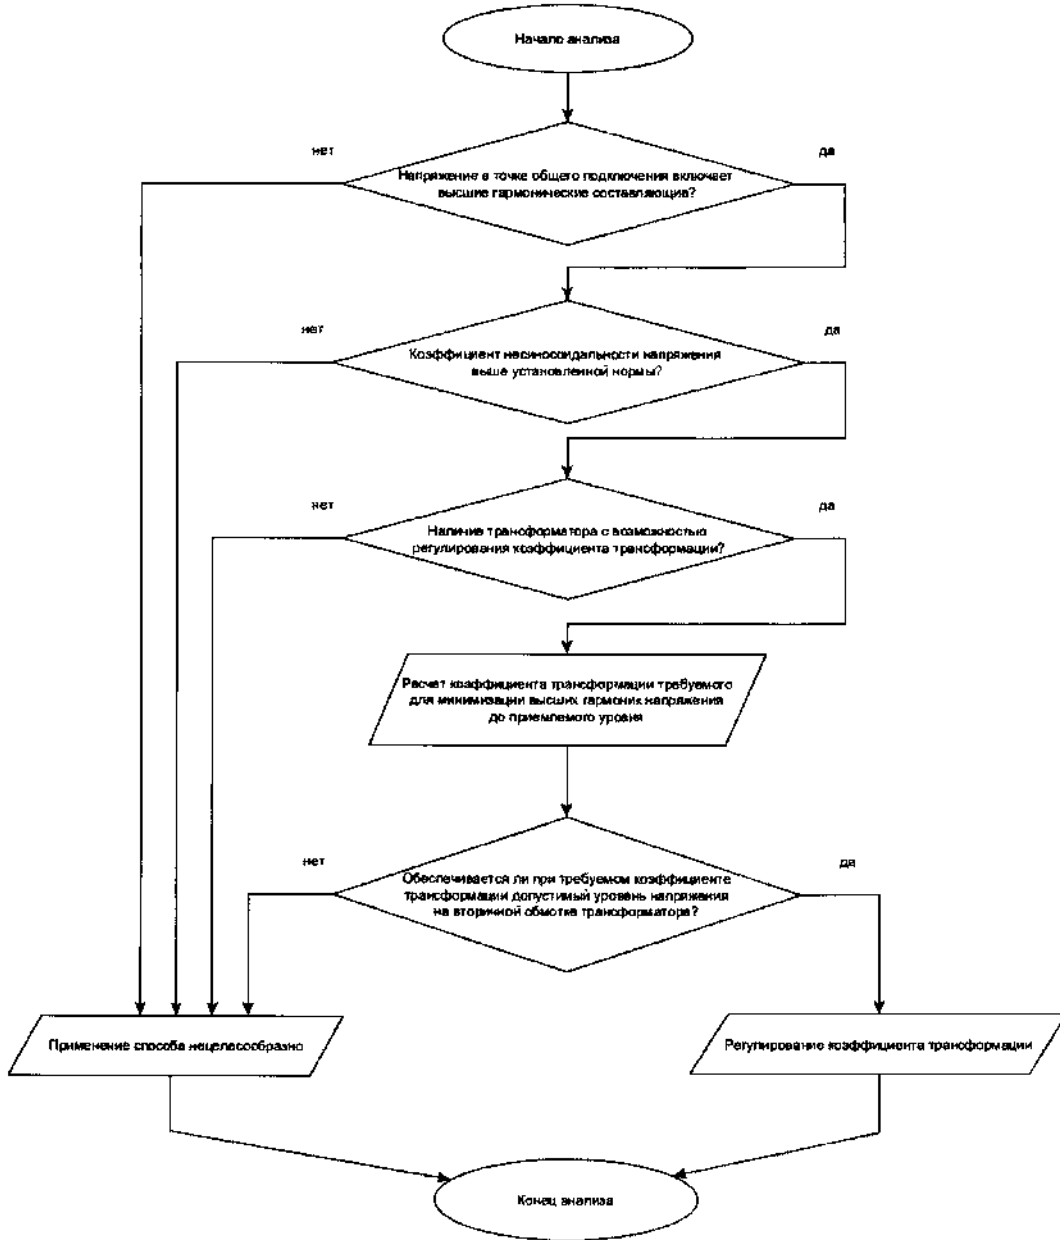 Начало анализа
нет
да
Напряжение в точке общего подключения включает
высшие гармонические составляющие?
нет
да
Коэффициент несиносоидальности напряжения
выше установленной нормы?
нет
да
Наличие трансформатора с возможностью
регулирования коэффициента трансформации?
Расчет коэффициента трансформации требуемого
для минимизации высших гармоник напряжения
до приемлемого уровня
нет
да
Обеспечивается ли при требуемом коэффициенте
трансформации допустимый уровень напряжения
на вторичной обмотке трансформатора?
Применение способа нецелесообразно
Регулирование коэффициента трансформации
Конец анализа